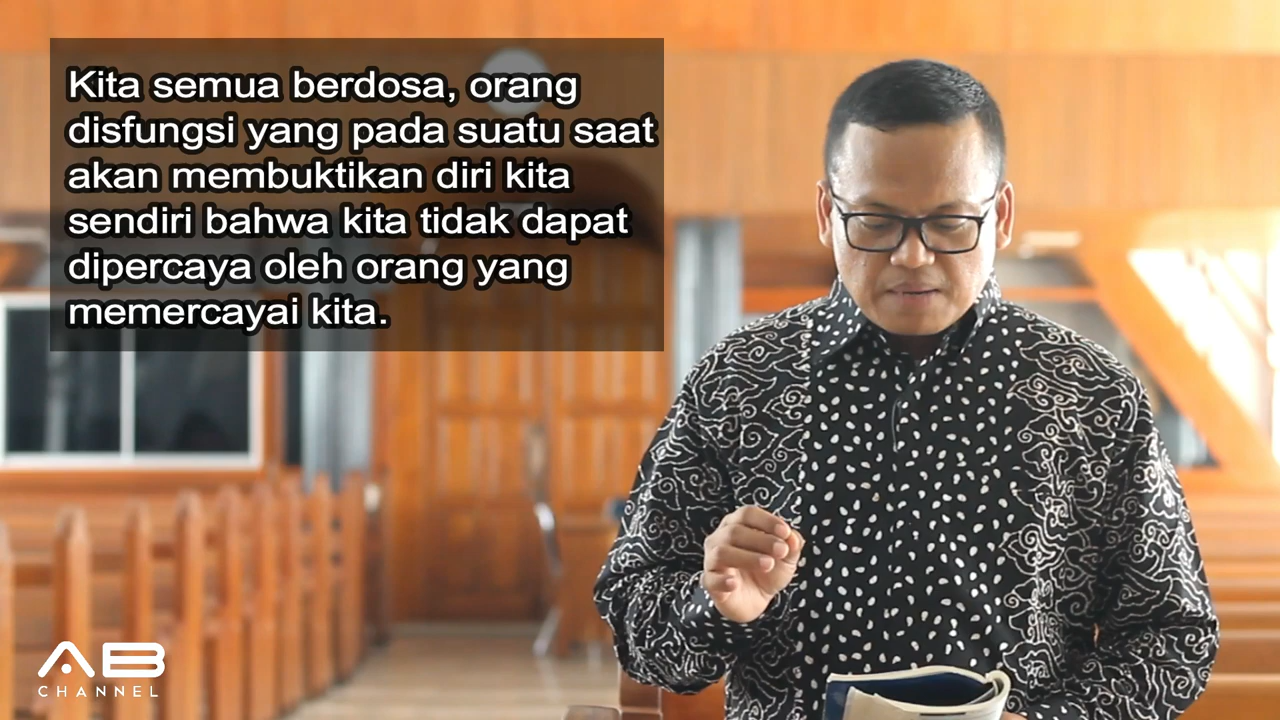 Kita semua berdosa, orang
disfungsi yang pada suatu saat
akan membuktikan diri kita
sendiri bahwa kita tidak dapat
dipercaya oleh orang yang
memercayai kita.
AB
CHANNEL